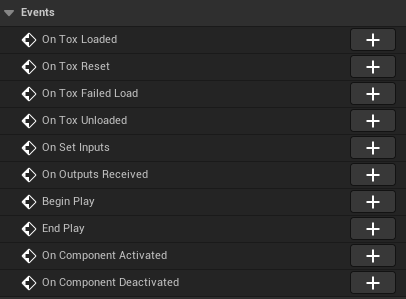 Events
On Tox Loaded
On Tox Reset
On Tox Failed Load
On Tox Unloaded
On Set Inputs
On Outputs Received
Begin Play
End Play
On Component Activated
On Component Deactivated